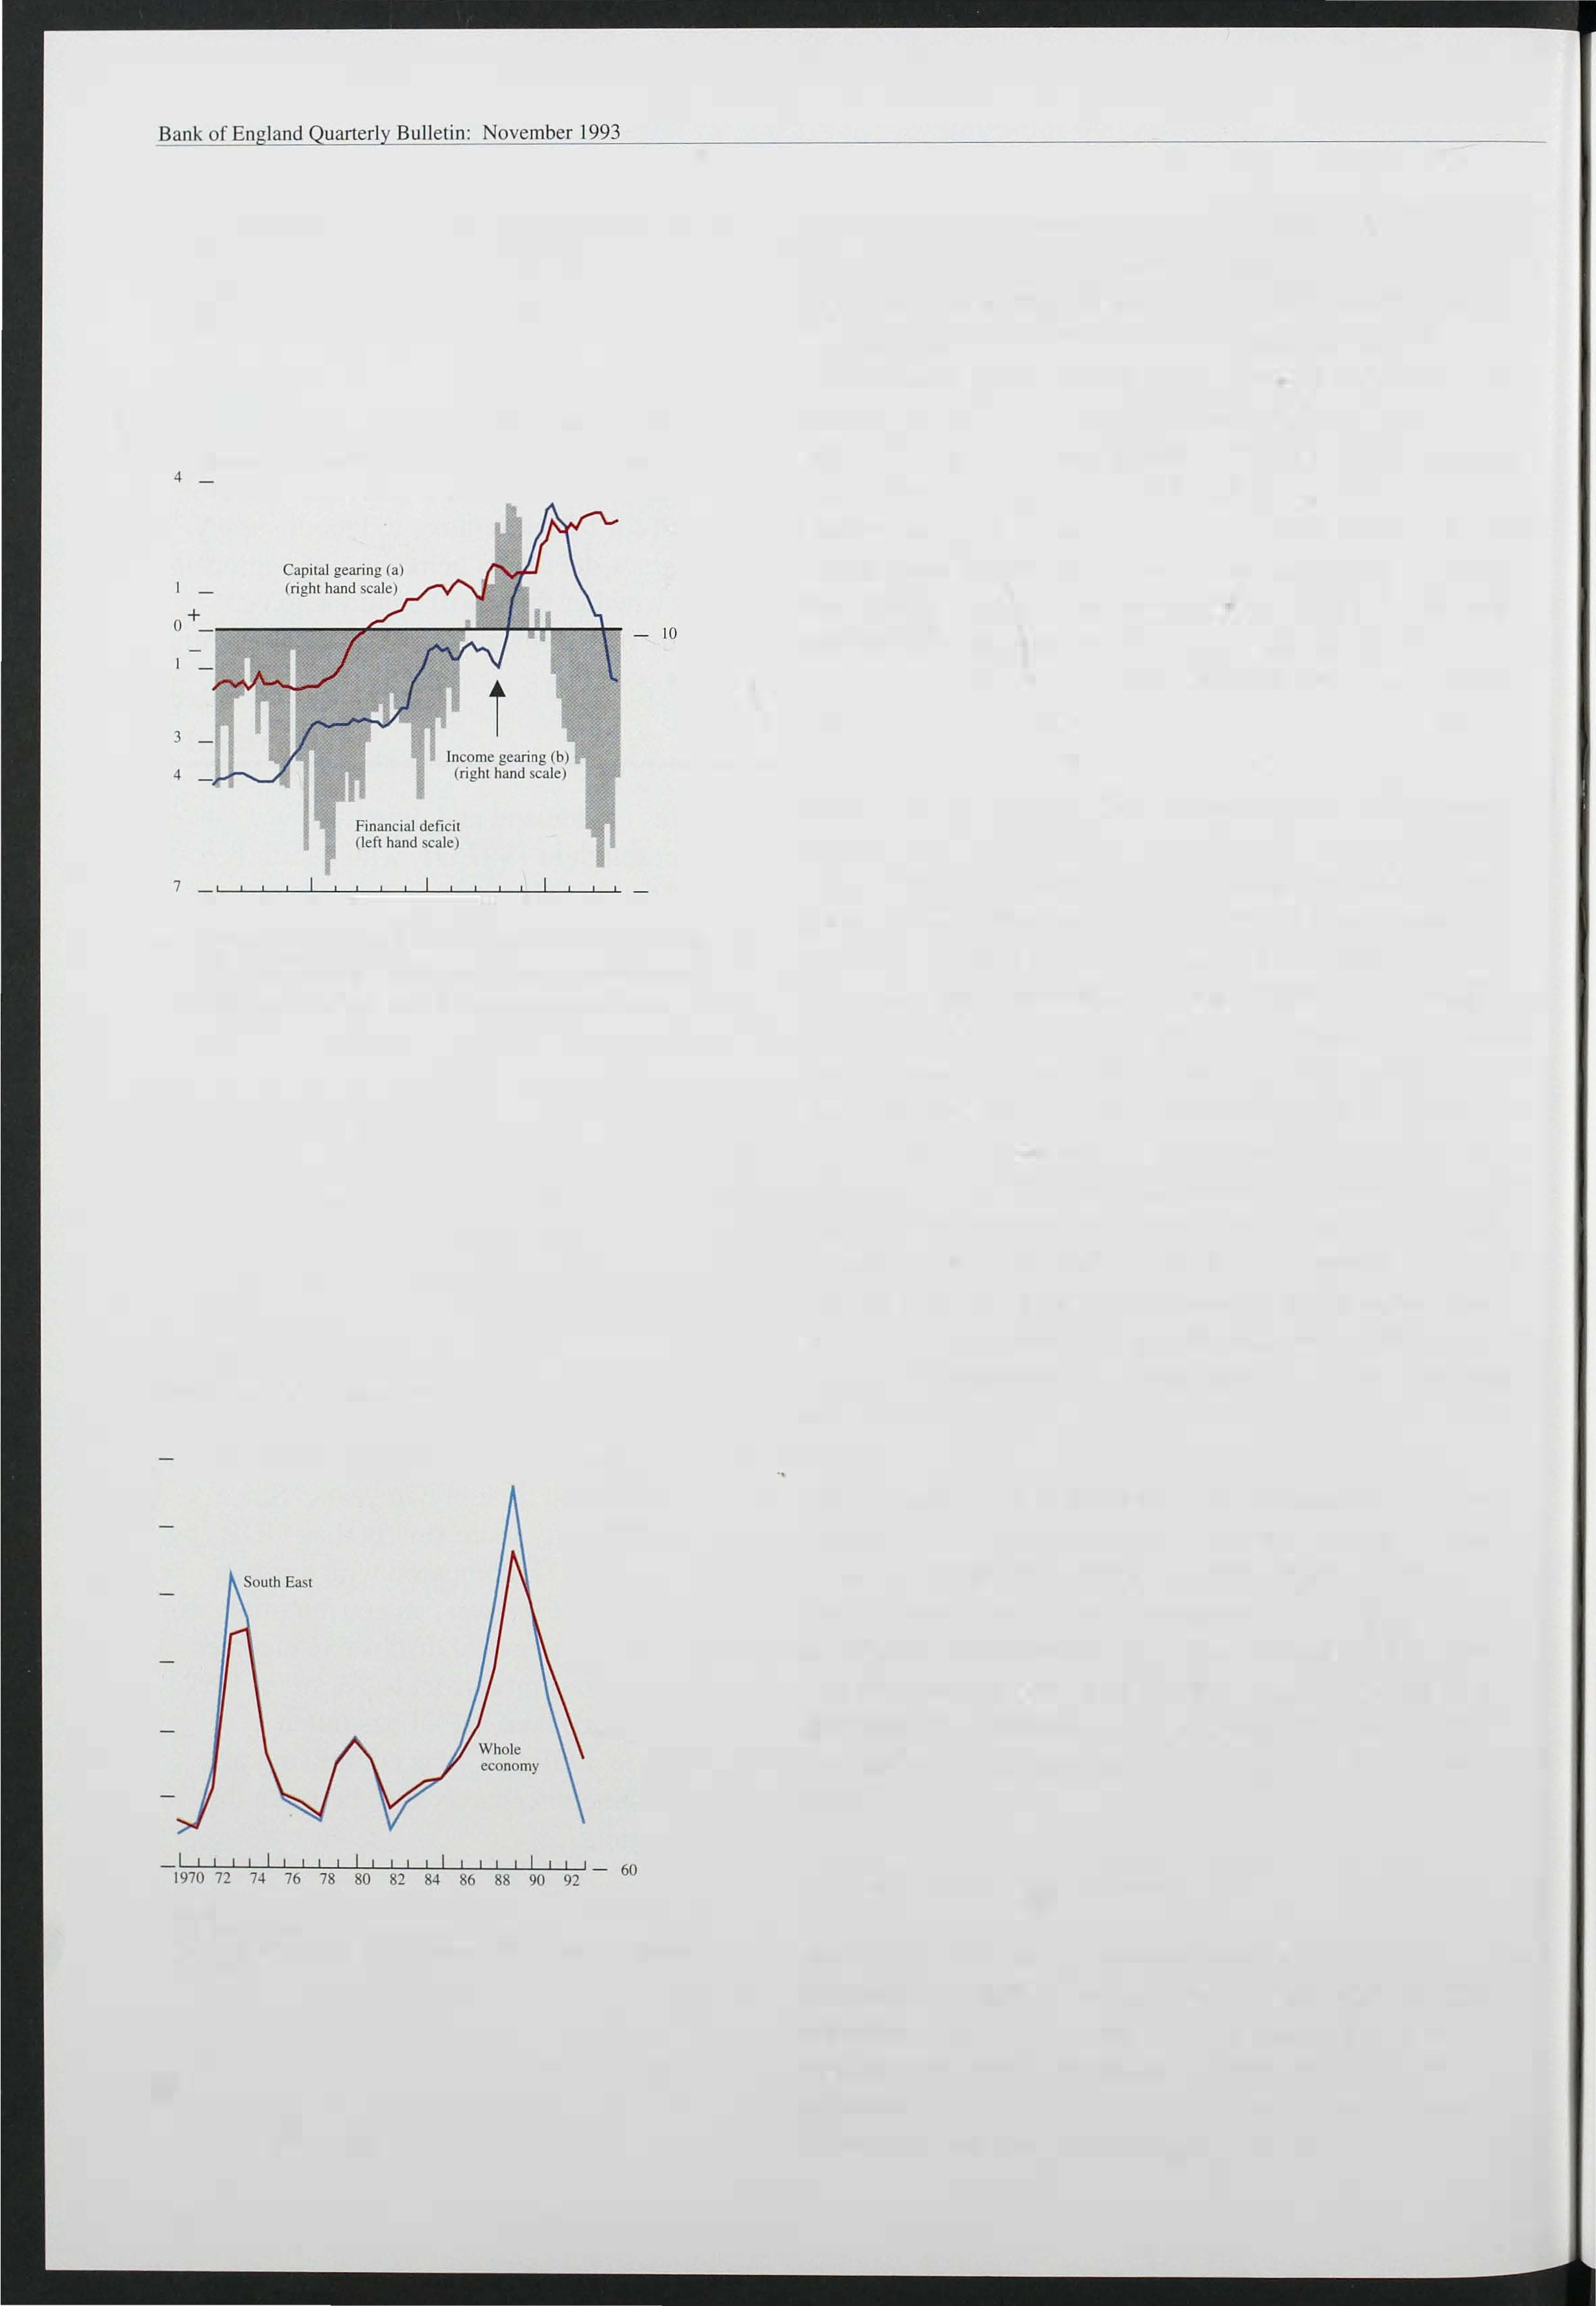 Bank of England Quarterly Bulletin: November 1993
4
Capital gearing (a)
(right hand scale)
1
+
0
10
–
1
3
Income gearing (b)
(right hand scale)
4
Financial deficit
(left hand scale)
7
South East
Whole
economy
60
1970 72 74 76 78 80 82 84 86 88 90 92